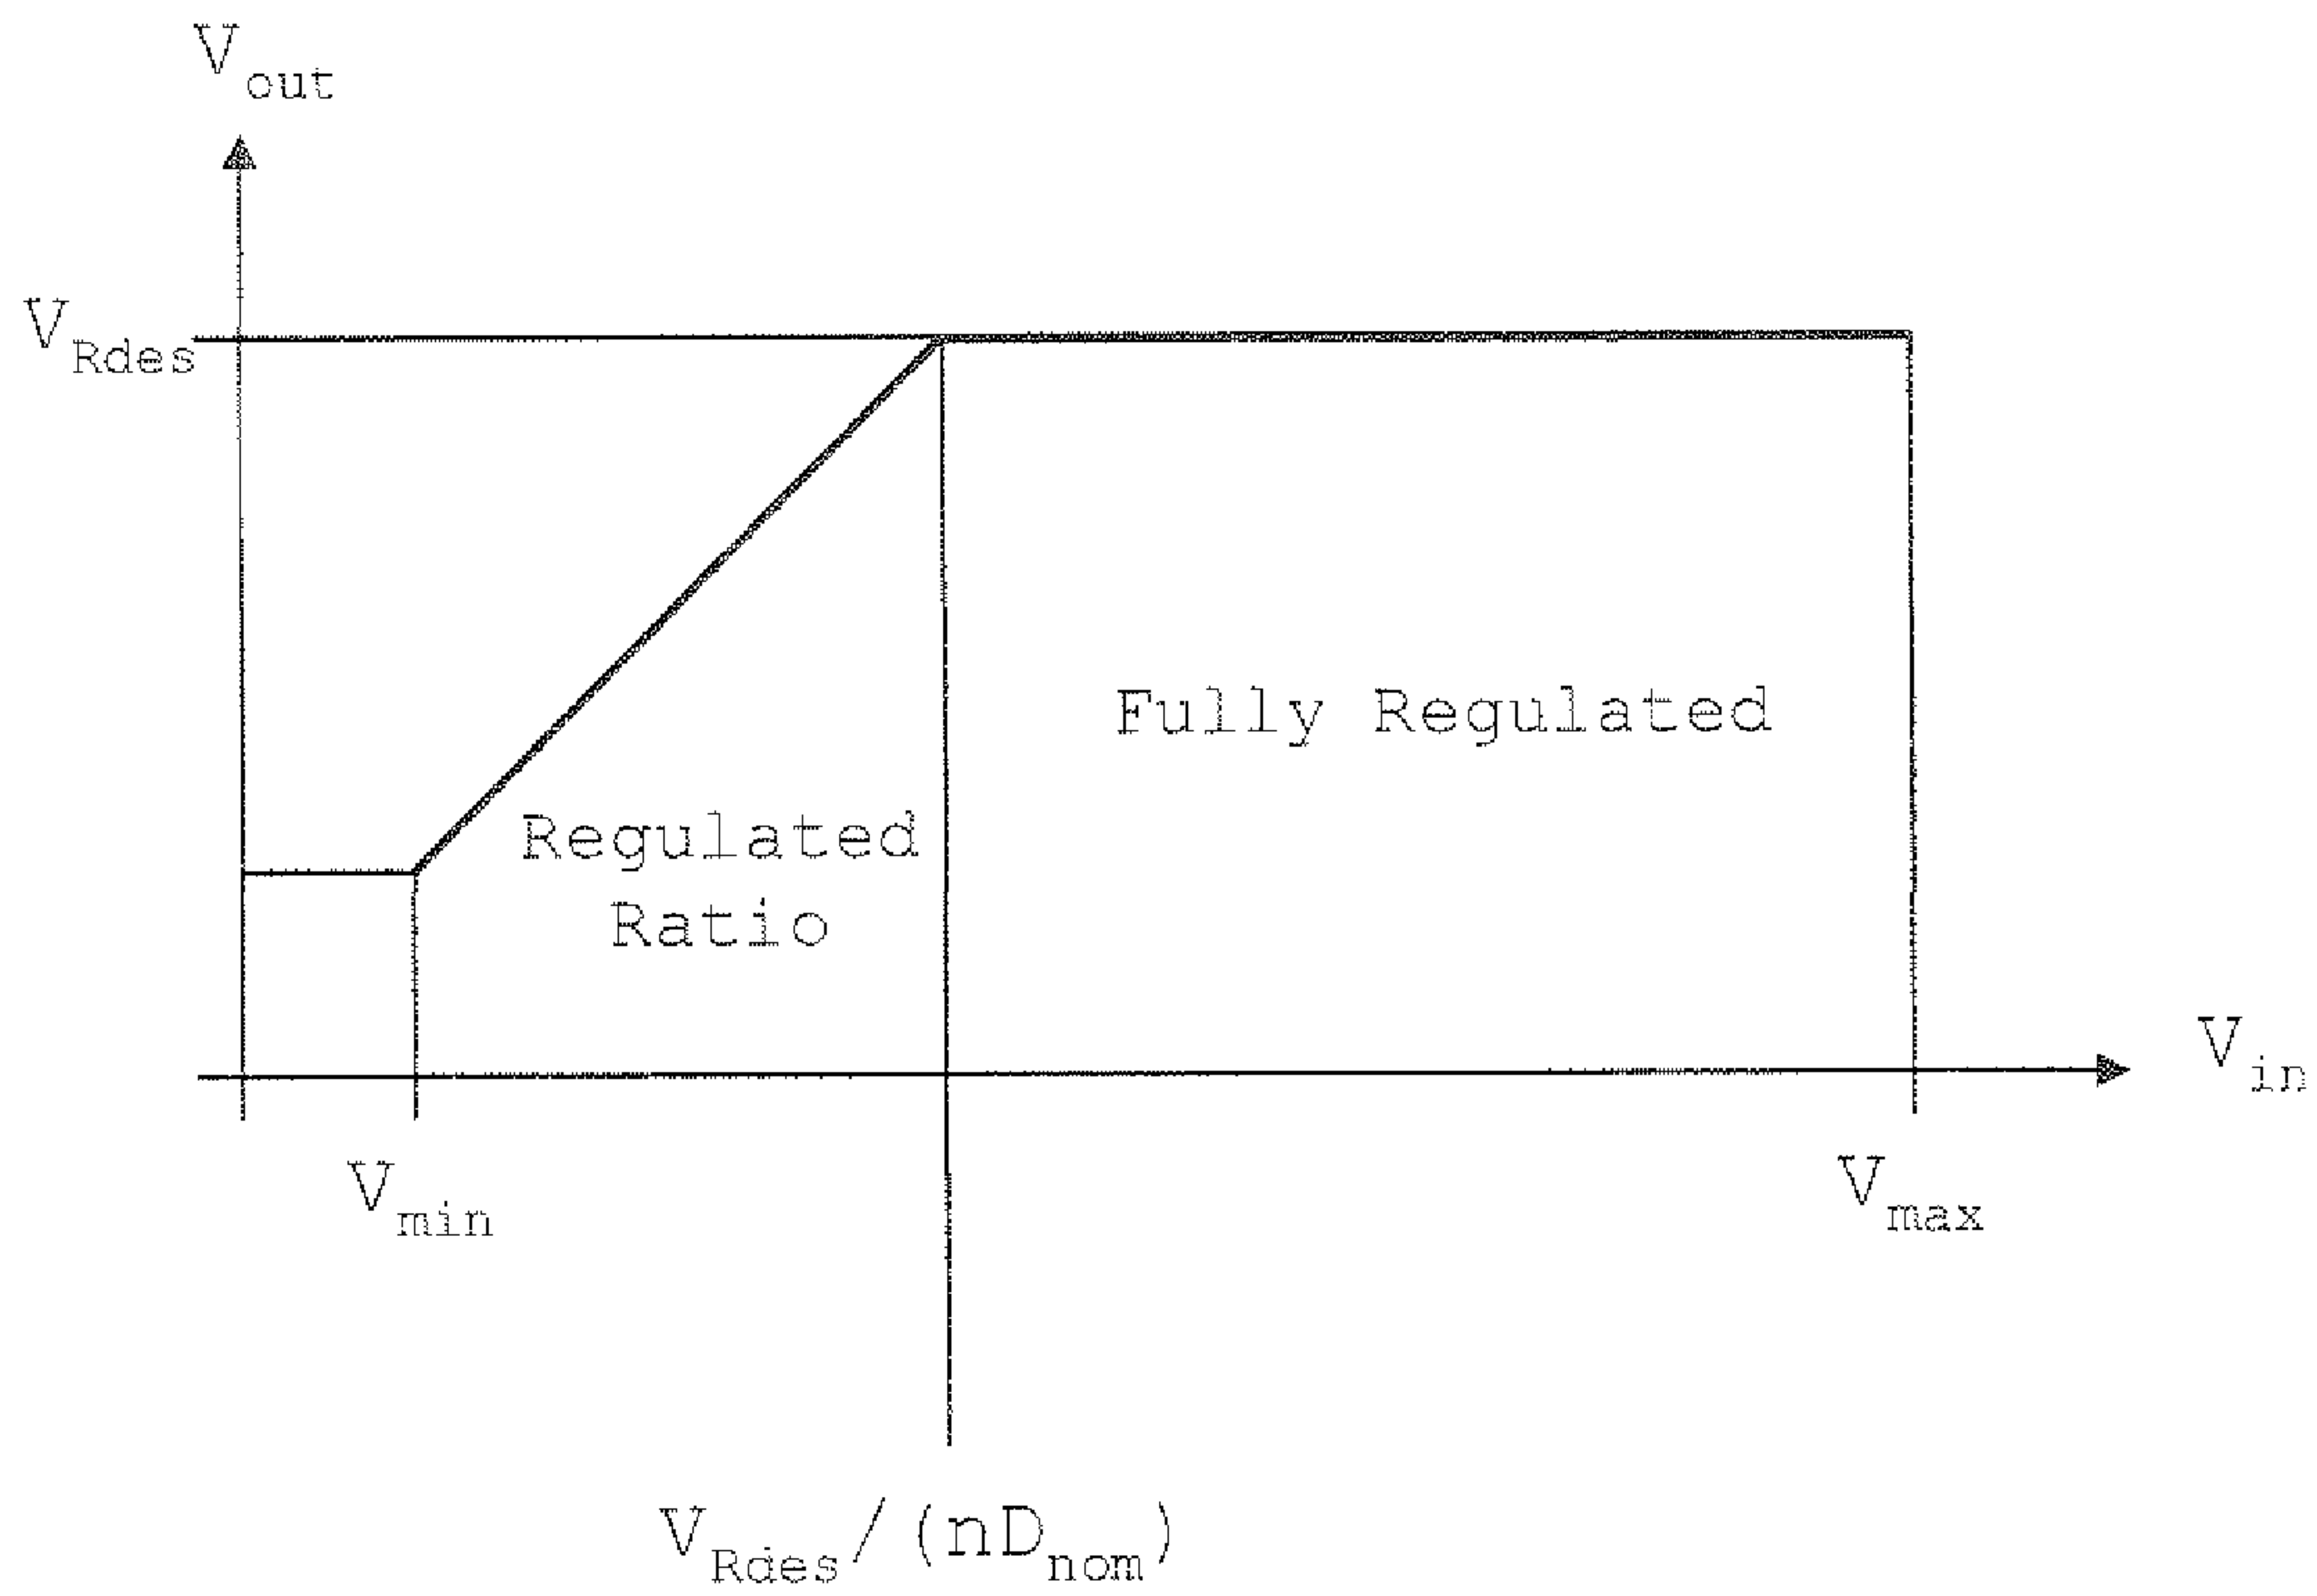 Vout
VRdes
Fully Regulated
Regulated
Ratio
Vin
Vmin
Vmax
VRdes/(nDnom)